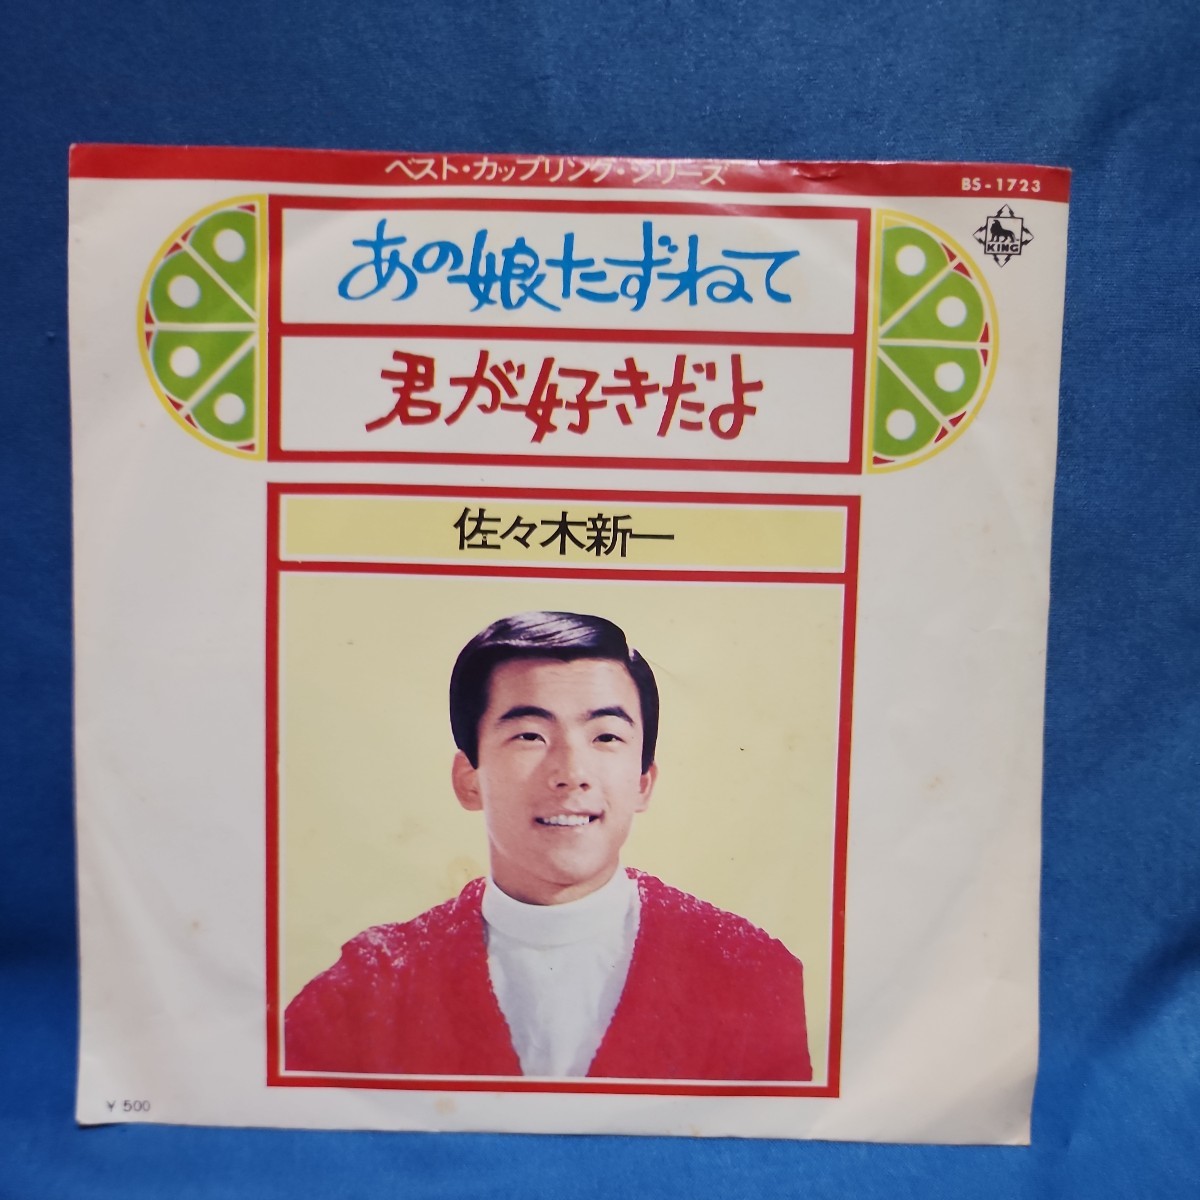 ベスト・カップリング・シリーズ
BS-1723
KING
あの娘たずねて
君が好きだよ
佐々木新一
¥ 500